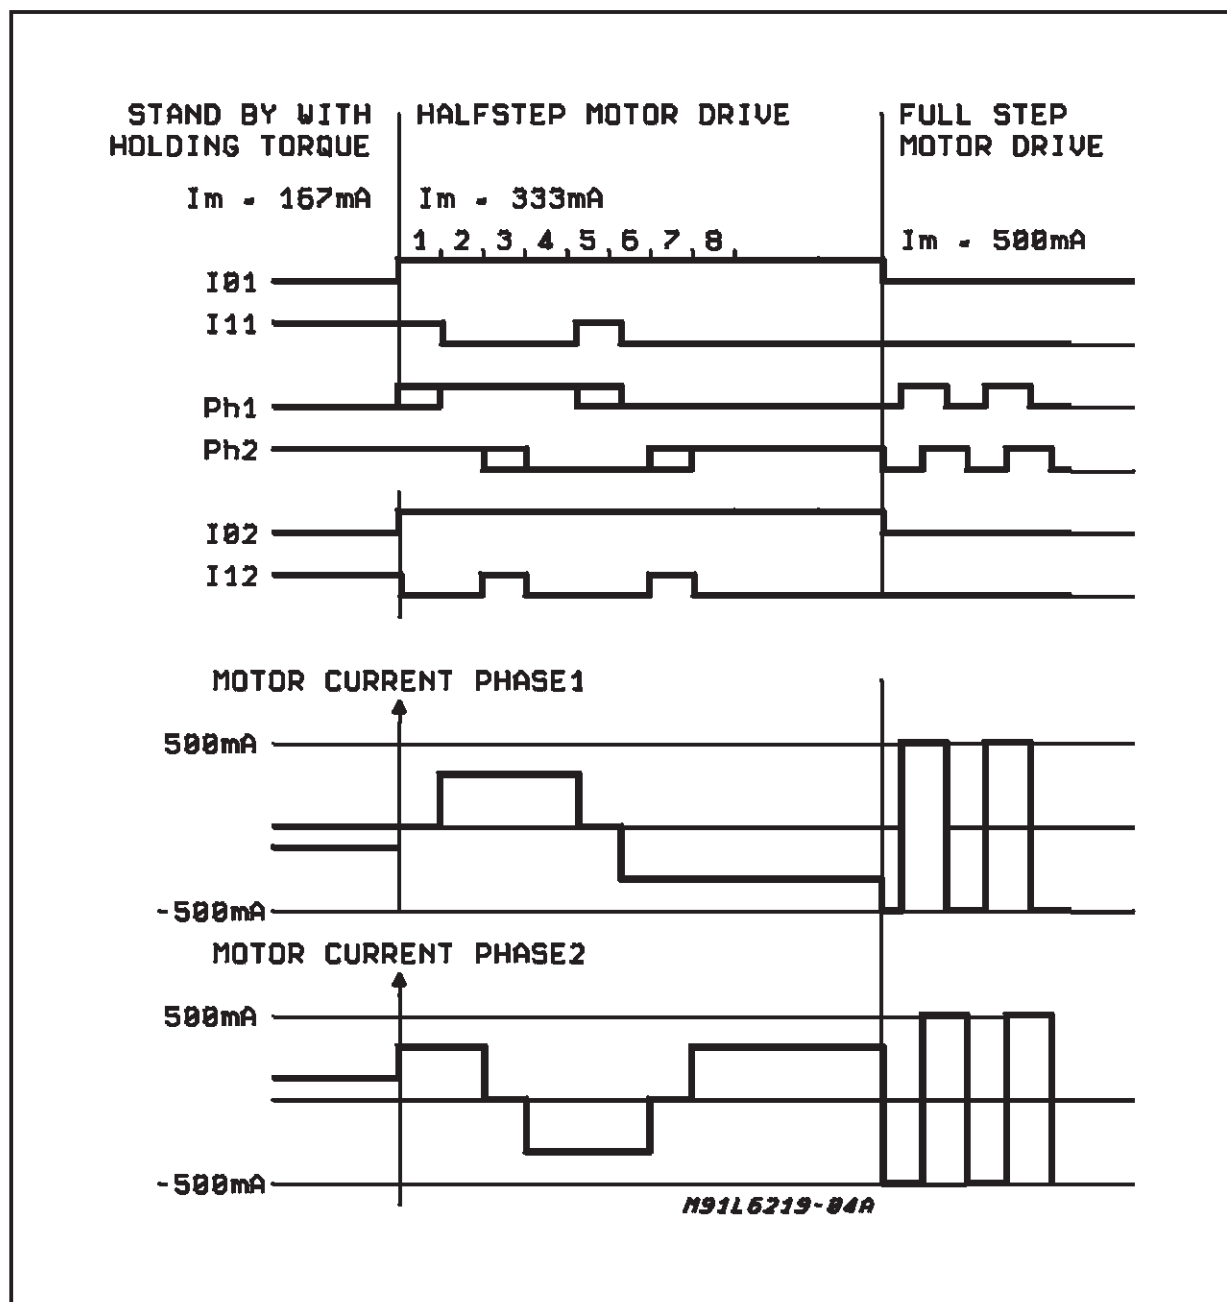 STAND BY WITH
HOLDING TORQUE
Im = 167mA
HALFSTEP MOTOR DRIVE
Im = 333mA
1 2 3 4 5 6 7 8
FULL STEP
MOTOR DRIVE
Im = 500mA
I01
I11
Ph1
Ph2
I02
I12
MOTOR CURRENT PHASE1
500mA
-500mA
MOTOR CURRENT PHASE2
500mA
-500mA
M91L6219-04A